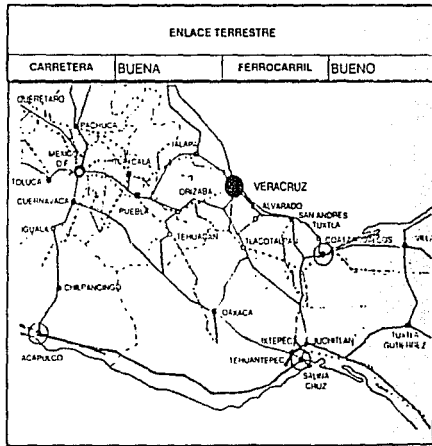 ENLACE TERRESTRE
CARRETERA BUENA FERROCARRIL BUENO
QUERETARO
PACHUCA
JALAPA
MEXICO D.F.
TLAXCALA
TOLUCA
ORIZABA
VERACRUZ
CUERNAVACA
PUEBLA
ALVARADO
SAN ANDRES TUXTLA
IGUALA
TEHUACAN
TLACOTALPAN
CHILPANCINGO
OAXACA
IXTEPEC
JUCHITLAN
TUXTLA GUTIERREZ
ACAPULCO
TEHUANTEPEC
SALINA CRUZ